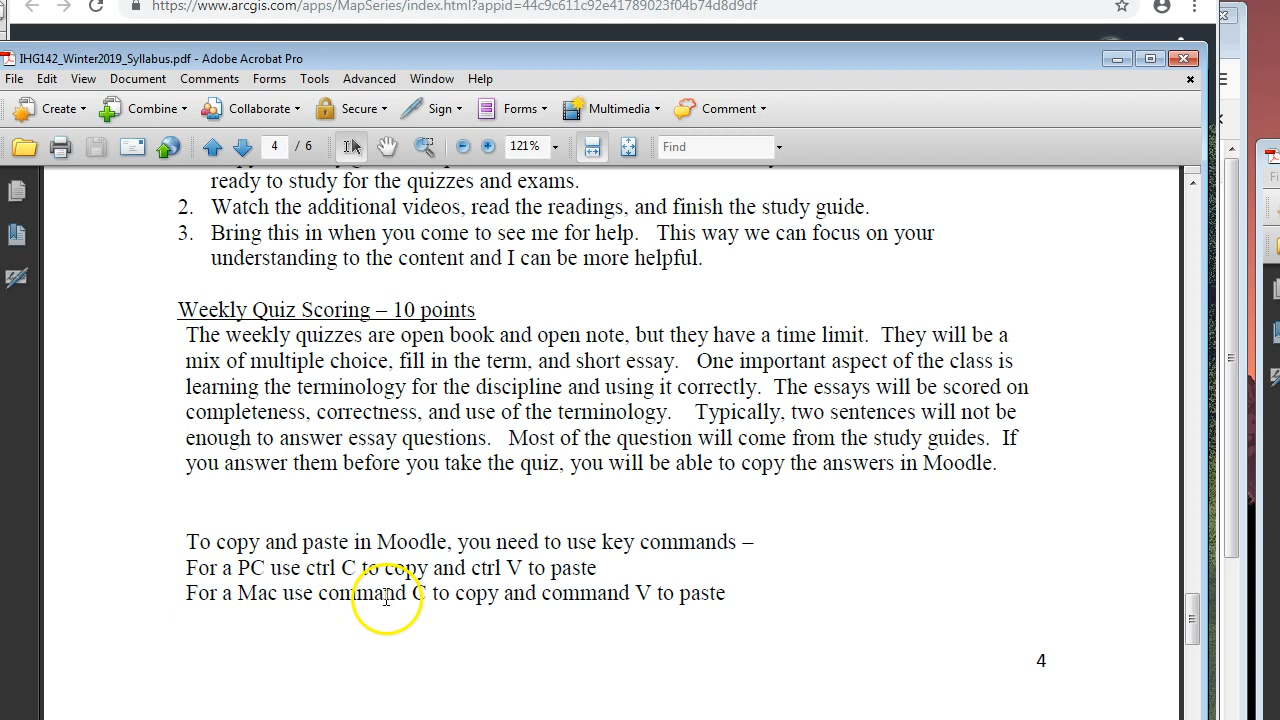 https://www.arcgis.com/apps/MapSeries/index.html?appid=44c9c611c92e41789023f04b74d8d9df
IHG142_Winter2019_Syllabus.pdf - Adobe Acrobat Pro
File Edit View Document Comments Forms Tools Advanced Window Help
Create Combine Collaborate Secure Sign Forms Multimedia Comment
4 / 6 121% Find
ready to study for the quizzes and exams.
2. Watch the additional videos, read the readings, and finish the study guide.
3. Bring this in when you come to see me for help. This way we can focus on your
understanding to the content and I can be more helpful.
Weekly Quiz Scoring – 10 points
The weekly quizzes are open book and open note, but they have a time limit. They will be a
mix of multiple choice, fill in the term, and short essay. One important aspect of the class is
learning the terminology for the discipline and using it correctly. The essays will be scored on
completeness, correctness, and use of the terminology. Typically, two sentences will not be
enough to answer essay questions. Most of the question will come from the study guides. If
you answer them before you take the quiz, you will be able to copy the answers in Moodle.
To copy and paste in Moodle, you need to use key commands –
For a PC use ctrl C to copy and ctrl V to paste
For a Mac use command C to copy and command V to paste
4